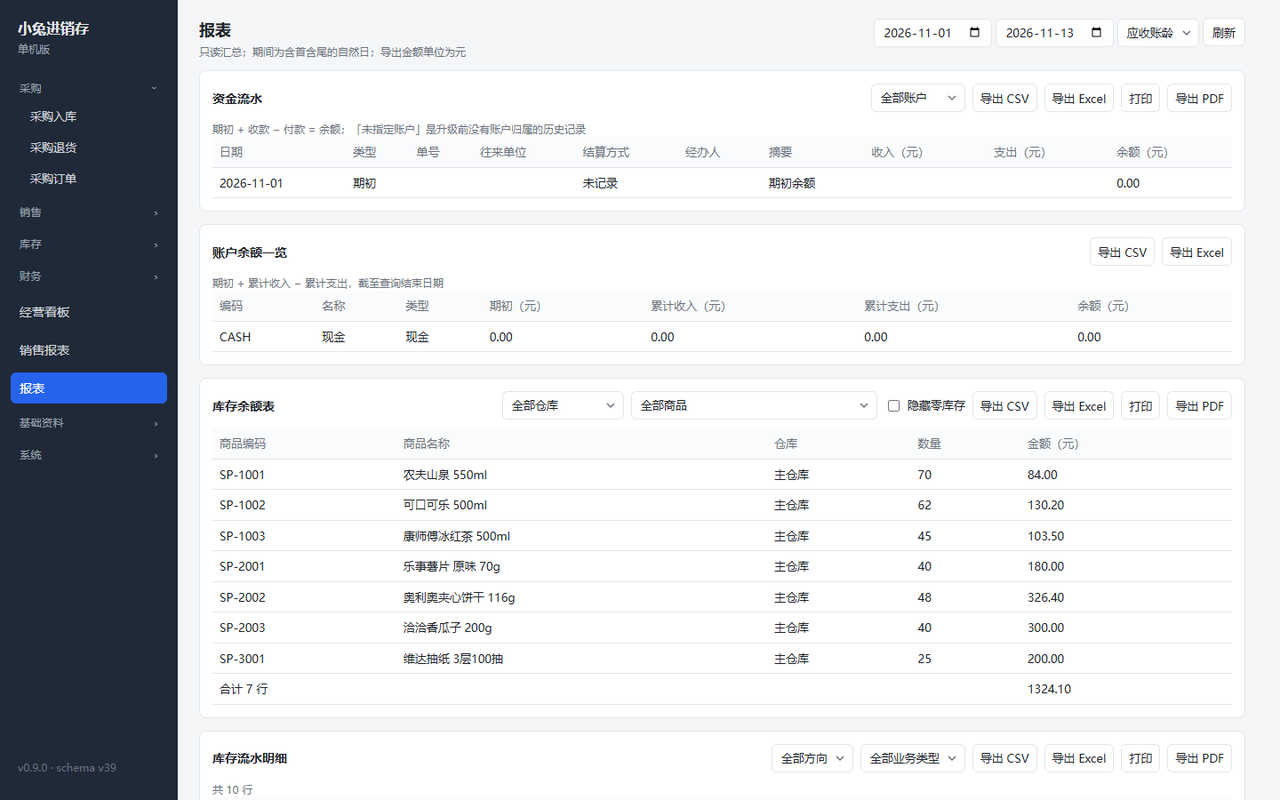 小兔进销存
单机版
采购
采购入库
采购退货
采购订单
销售
库存
财务
经营看板
销售报表
报表
基础资料
系统
v0.9.0 · schema v39
报表
只读汇总；期间为含首含尾的自然日；导出金额单位为元
2026-11-01 2026-11-13 应收账龄 刷新
资金流水 全部账户 导出 CSV 导出 Excel 打印 导出 PDF
期初 + 收款 − 付款 = 余额；「未指定账户」是升级前没有账户归属的历史记录
日期 类型 单号 往来单位 结算方式 经办人 摘要 收入（元） 支出（元） 余额（元）
2026-11-01 期初 未记录 期初余额 0.00
账户余额一览 导出 CSV 导出 Excel
期初 + 累计收入 − 累计支出，截至查询结束日期
编码 名称 类型 期初（元） 累计收入（元） 累计支出（元） 余额（元）
CASH 现金 现金 0.00 0.00 0.00 0.00
库存余额表 全部仓库 全部商品 隐藏零库存 导出 CSV 导出 Excel 打印 导出 PDF
商品编码 商品名称 仓库 数量 金额（元）
SP-1001 农夫山泉 550ml 主仓库 70 84.00
SP-1002 可口可乐 500ml 主仓库 62 130.20
SP-1003 康师傅冰红茶 500ml 主仓库 45 103.50
SP-2001 乐事薯片 原味 70g 主仓库 40 180.00
SP-2002 奥利奥夹心饼干 116g 主仓库 48 326.40
SP-2003 洽洽香瓜子 200g 主仓库 40 300.00
SP-3001 维达抽纸 3层100抽 主仓库 25 200.00
合计 7 行 1324.10
库存流水明细 全部方向 全部业务类型 导出 CSV 导出 Excel 打印 导出 PDF
共 10 行